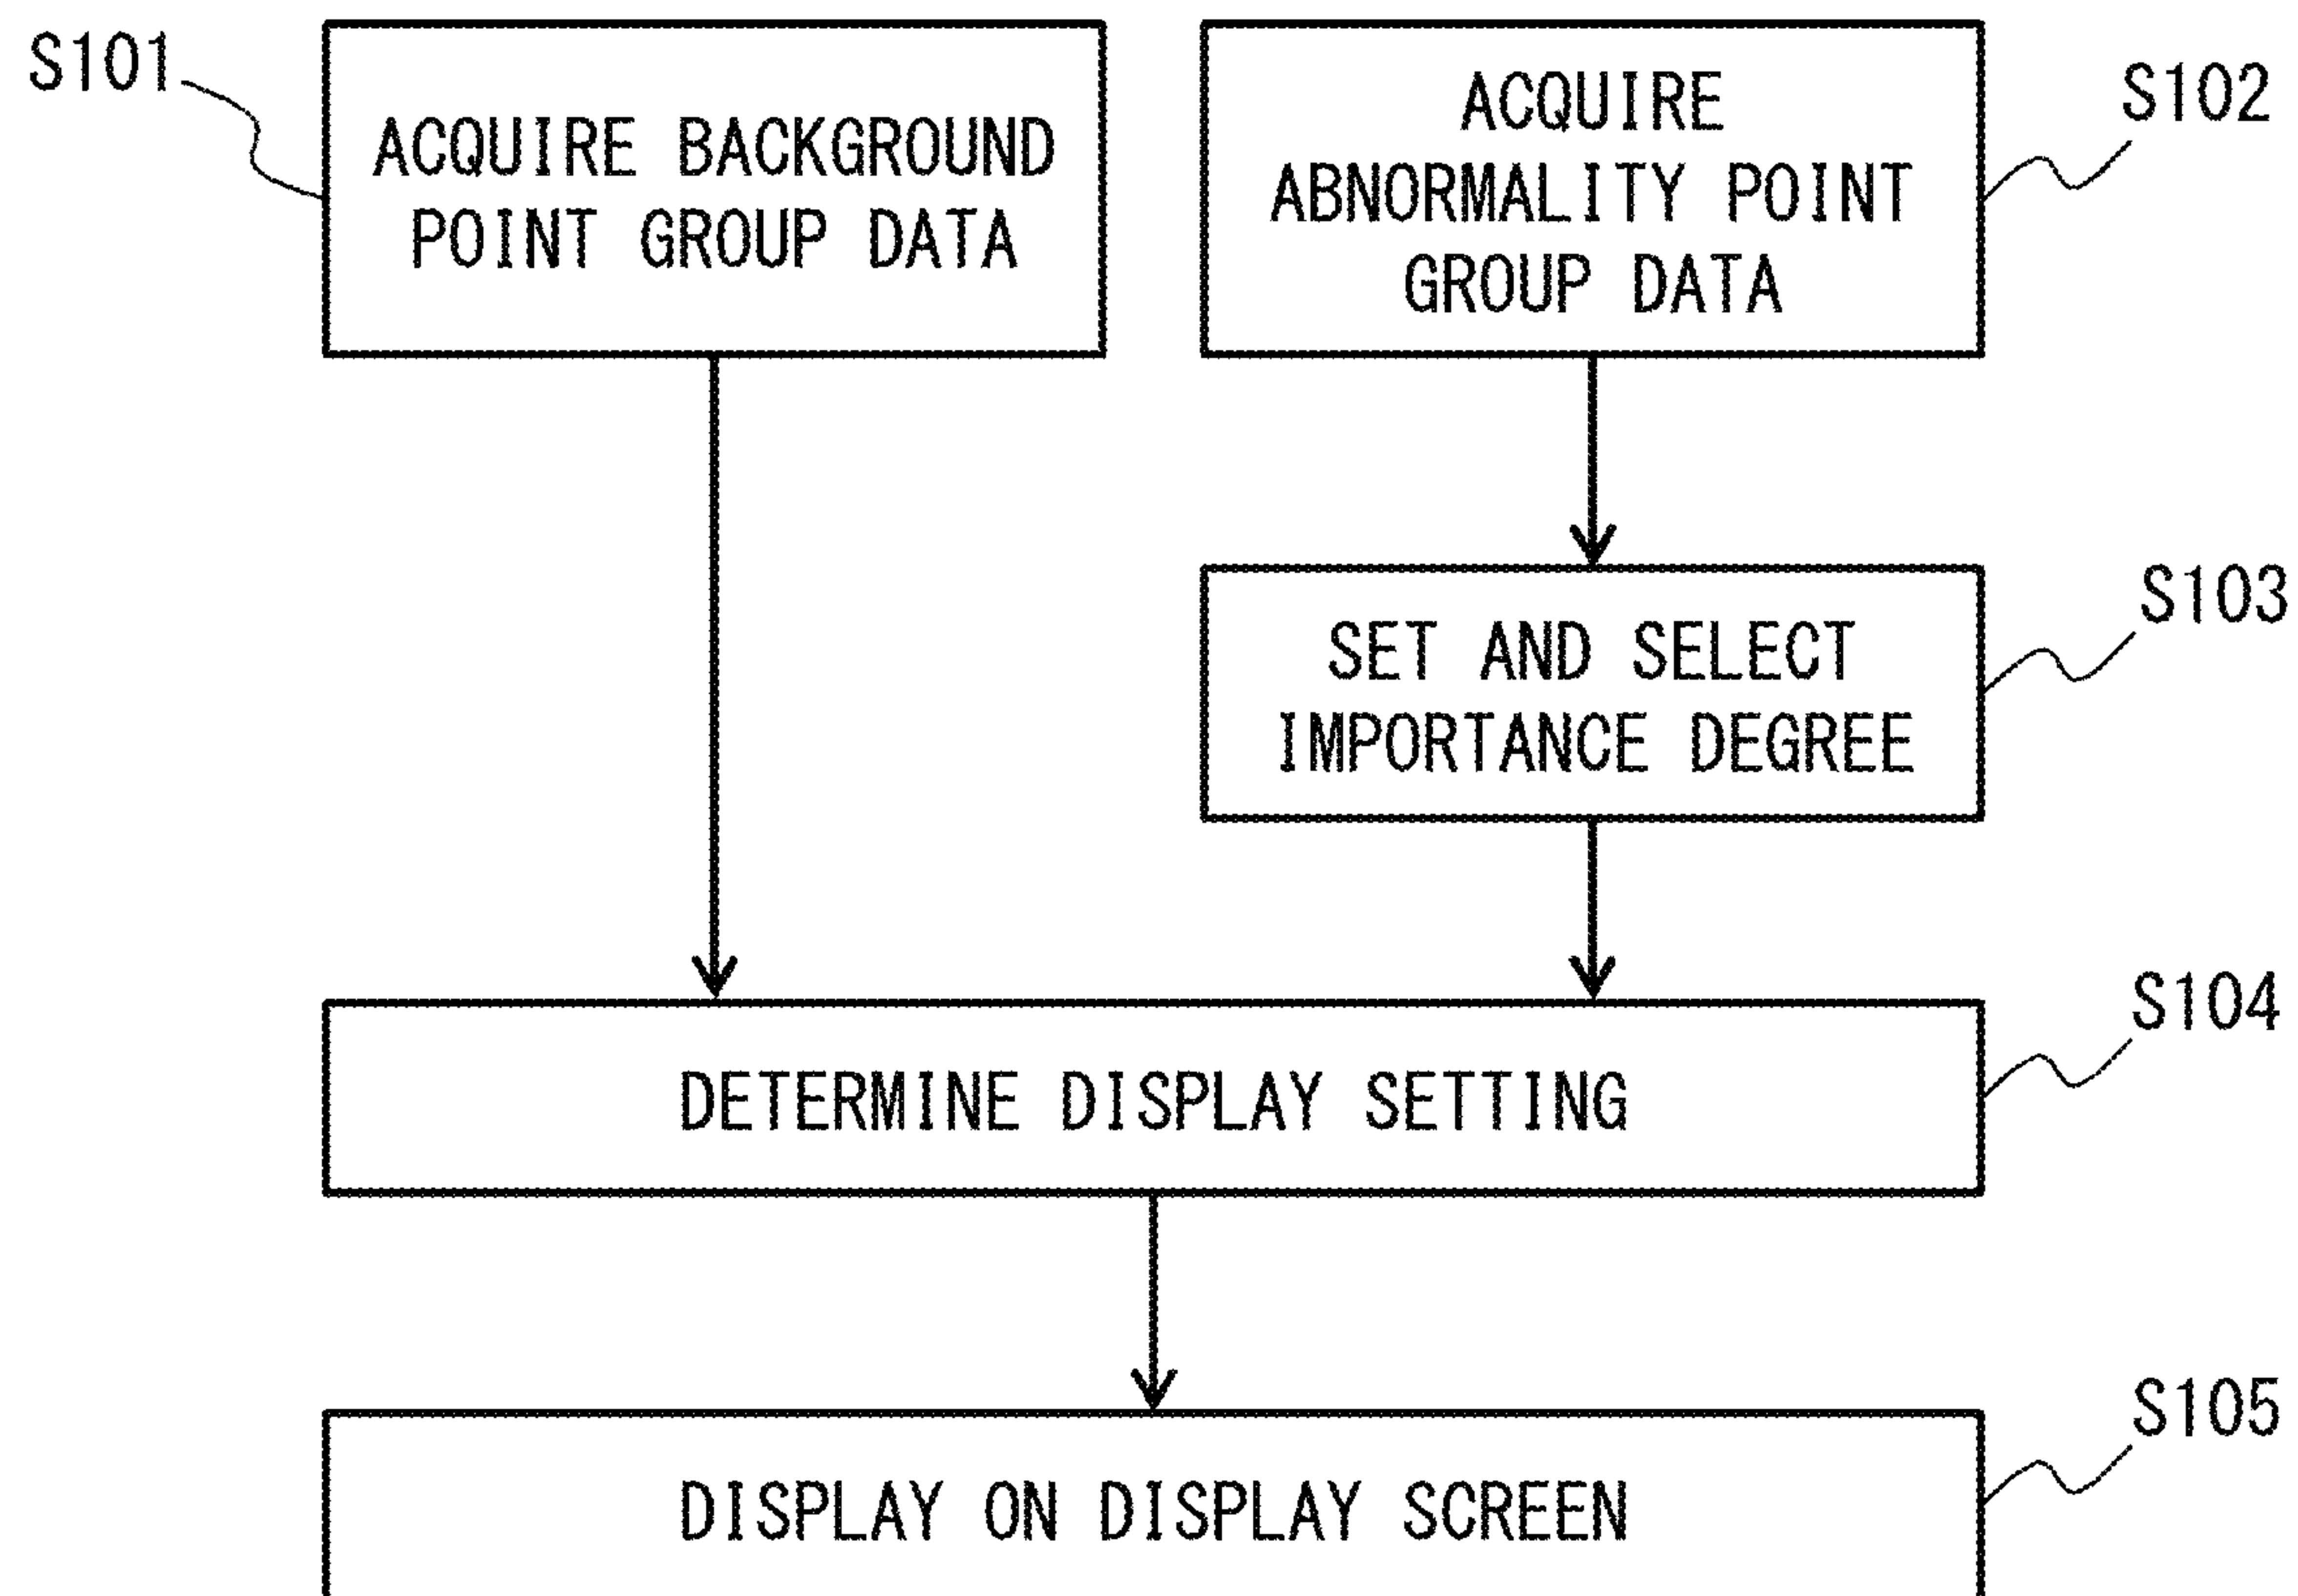 S101
ACQUIRE BACKGROUND
POINT GROUP DATA
ACQUIRE
ABNORMALITY POINT
GROUP DATA
S102
SET AND SELECT
IMPORTANCE DEGREE
S103
DETERMINE DISPLAY SETTING
S104
DISPLAY ON DISPLAY SCREEN
S105